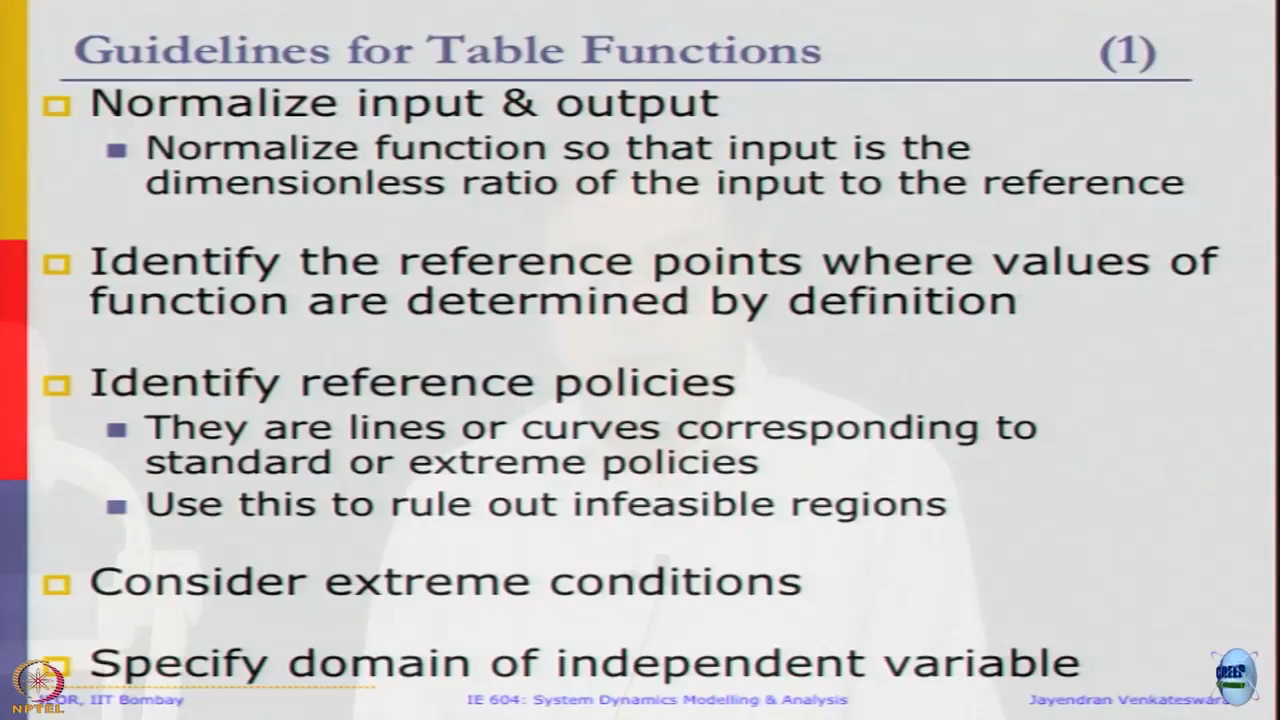 Guidelines for Table Functions (1)
Normalize input & output
Normalize function so that input is the
dimensionless ratio of the input to the reference
Identify the reference points where values of
function are determined by definition
Identify reference policies
They are lines or curves corresponding to
standard or extreme policies
Use this to rule out infeasible regions
Consider extreme conditions
Specify domain of independent variable
IIT Bombay
IE 604: System Dynamics Modelling & Analysis
Jayendran
NPTEL